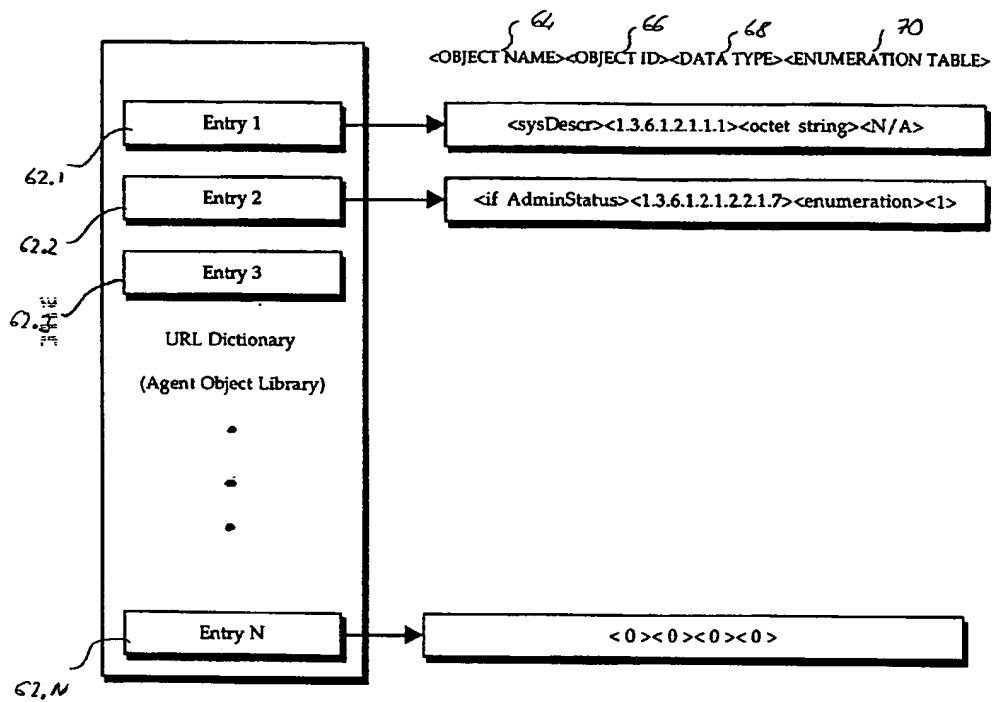 64 66 68 70
<OBJECT NAME><OBJECT ID><DATA TYPE><ENUMERATION TABLE>
Entry 1
<sysDescr><1.3.6.1.2.1.1.1><octet string><N/A>
62.1
Entry 2
<if AdminStatus><1.3.6.1.2.1.2.2.1.7><enumeration><1>
62.2
Entry 3
URL Dictionary
(Agent Object Library)
Entry N
<0><0><0><0>
62.N